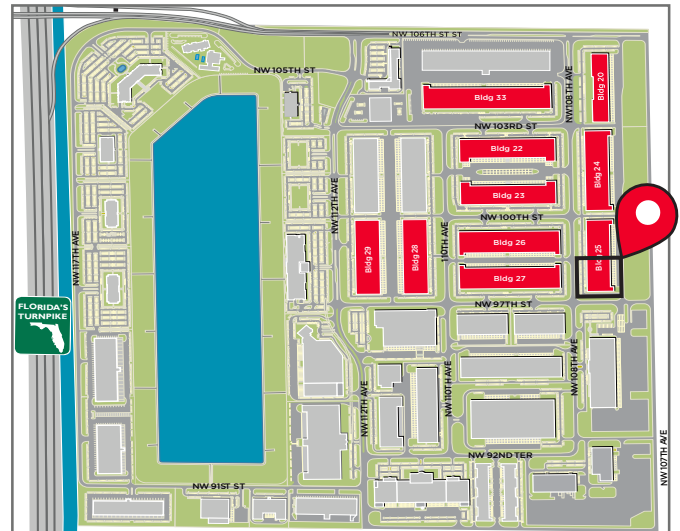 NW 106TH ST ST
NW 105TH ST
NW 108TH AVE
Bldg 20
Bldg 33
NW 103RD ST
Bldg 22
Bldg 24
Bldg 23
NW 112TH AVE
NW 100TH ST
110TH AVE
Bldg 29
Bldg 28
Bldg 26
Bldg 25
Bldg 27
NW 117TH AVE
NW 97TH ST
FLORIDA'S
TURNPIKE
NW 108TH AVE
NW 112TH AVE
NW 110TH AVE
NW 107TH AVE
NW 92ND TER
NW 91ST ST